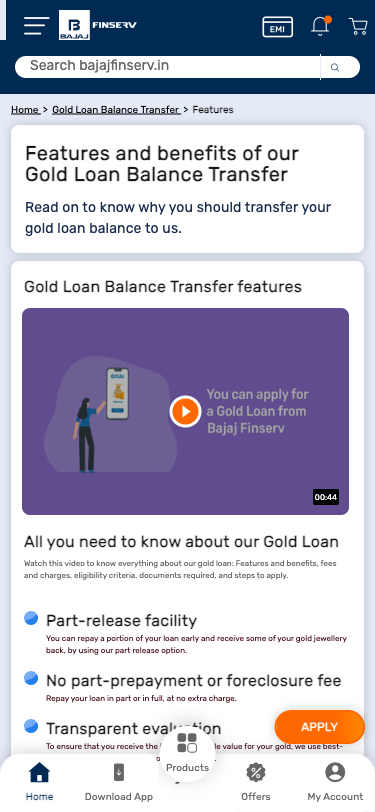 B
BAJAJ
FINSERV
EMI
Search bajajfinserv.in
Home > Gold Loan Balance Transfer > Features
Features and benefits of our
Gold Loan Balance Transfer
Read on to know why you should transfer your
gold loan balance to us.
Gold Loan Balance Transfer features
You can apply for
a Gold Loan from
Bajaj Finserv
00:44
All you need to know about our Gold Loan
Watch this video to know everything about our gold loan: Features and benefits, fees
and charges, eligibility criteria, documents required, and steps to apply.
Part-release facility
You can repay a portion of your loan early and receive some of your gold jewellery
back, by using our part release option.
No part-prepayment or foreclosure fee
Repay your loan in part or in full, at no extra charge.
Transparent evaluation
APPLY
To ensure that you receive the value for your gold, we use best-
Products
Home
Download App
Offers
My Account